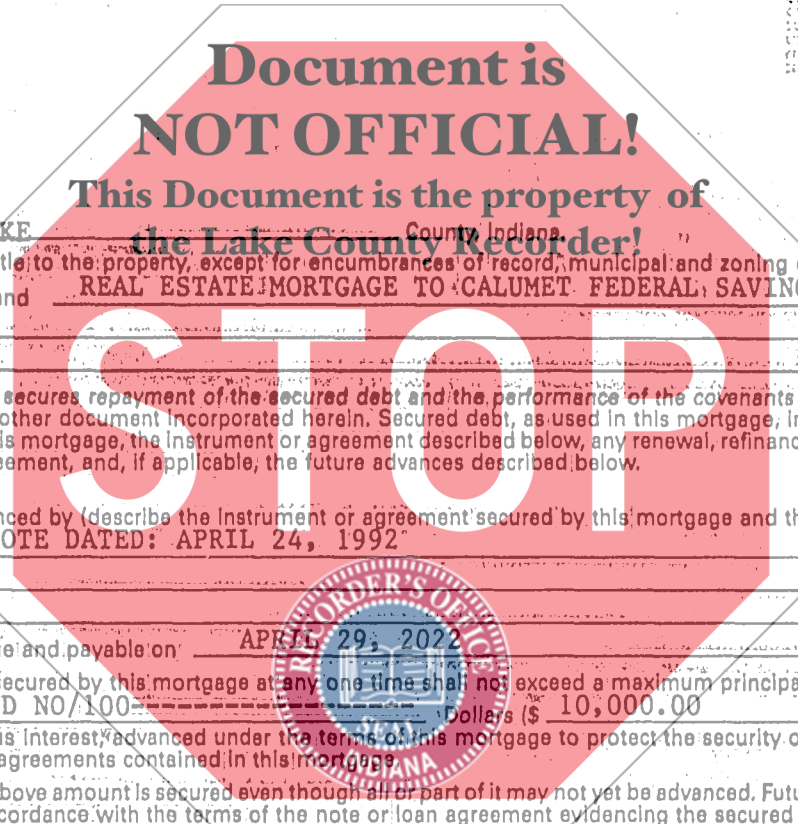 Document is
NOT OFFICIAL!
This Document is the property of
the Lake County Recorder!
KE County, Indiana
tle to the property, except for encumbrances of record, municipal and zoning
nd REAL ESTATE MORTGAGE TO CALUMET FEDERAL SAVING
STOP
secures repayment of the secured debt and the performance of the covenants
other document incorporated herein. Secured debt, as used in this mortgage, in
is mortgage, the instrument or agreement described below, any renewal, refinanc
eement, and, if applicable, the future advances described below.
nced by (describe the instrument or agreement secured by this mortgage and th
OTE DATED: APRIL 24, 1992
RECORDER'S OFFICE
e and payable on APRIL 29, 2022
ecured by this mortgage at any one time shall not exceed a maximum principa
D NO/100------------------------- Dollars ($ 10,000.00
SEAL
is interest, advanced under the terms of this mortgage to protect the security o
agreements contained in this mortgage.
INDIANA
bove amount is secured even though all or part of it may not yet be advanced. Futu
cordance with the terms of the note or loan agreement evidencing the secured